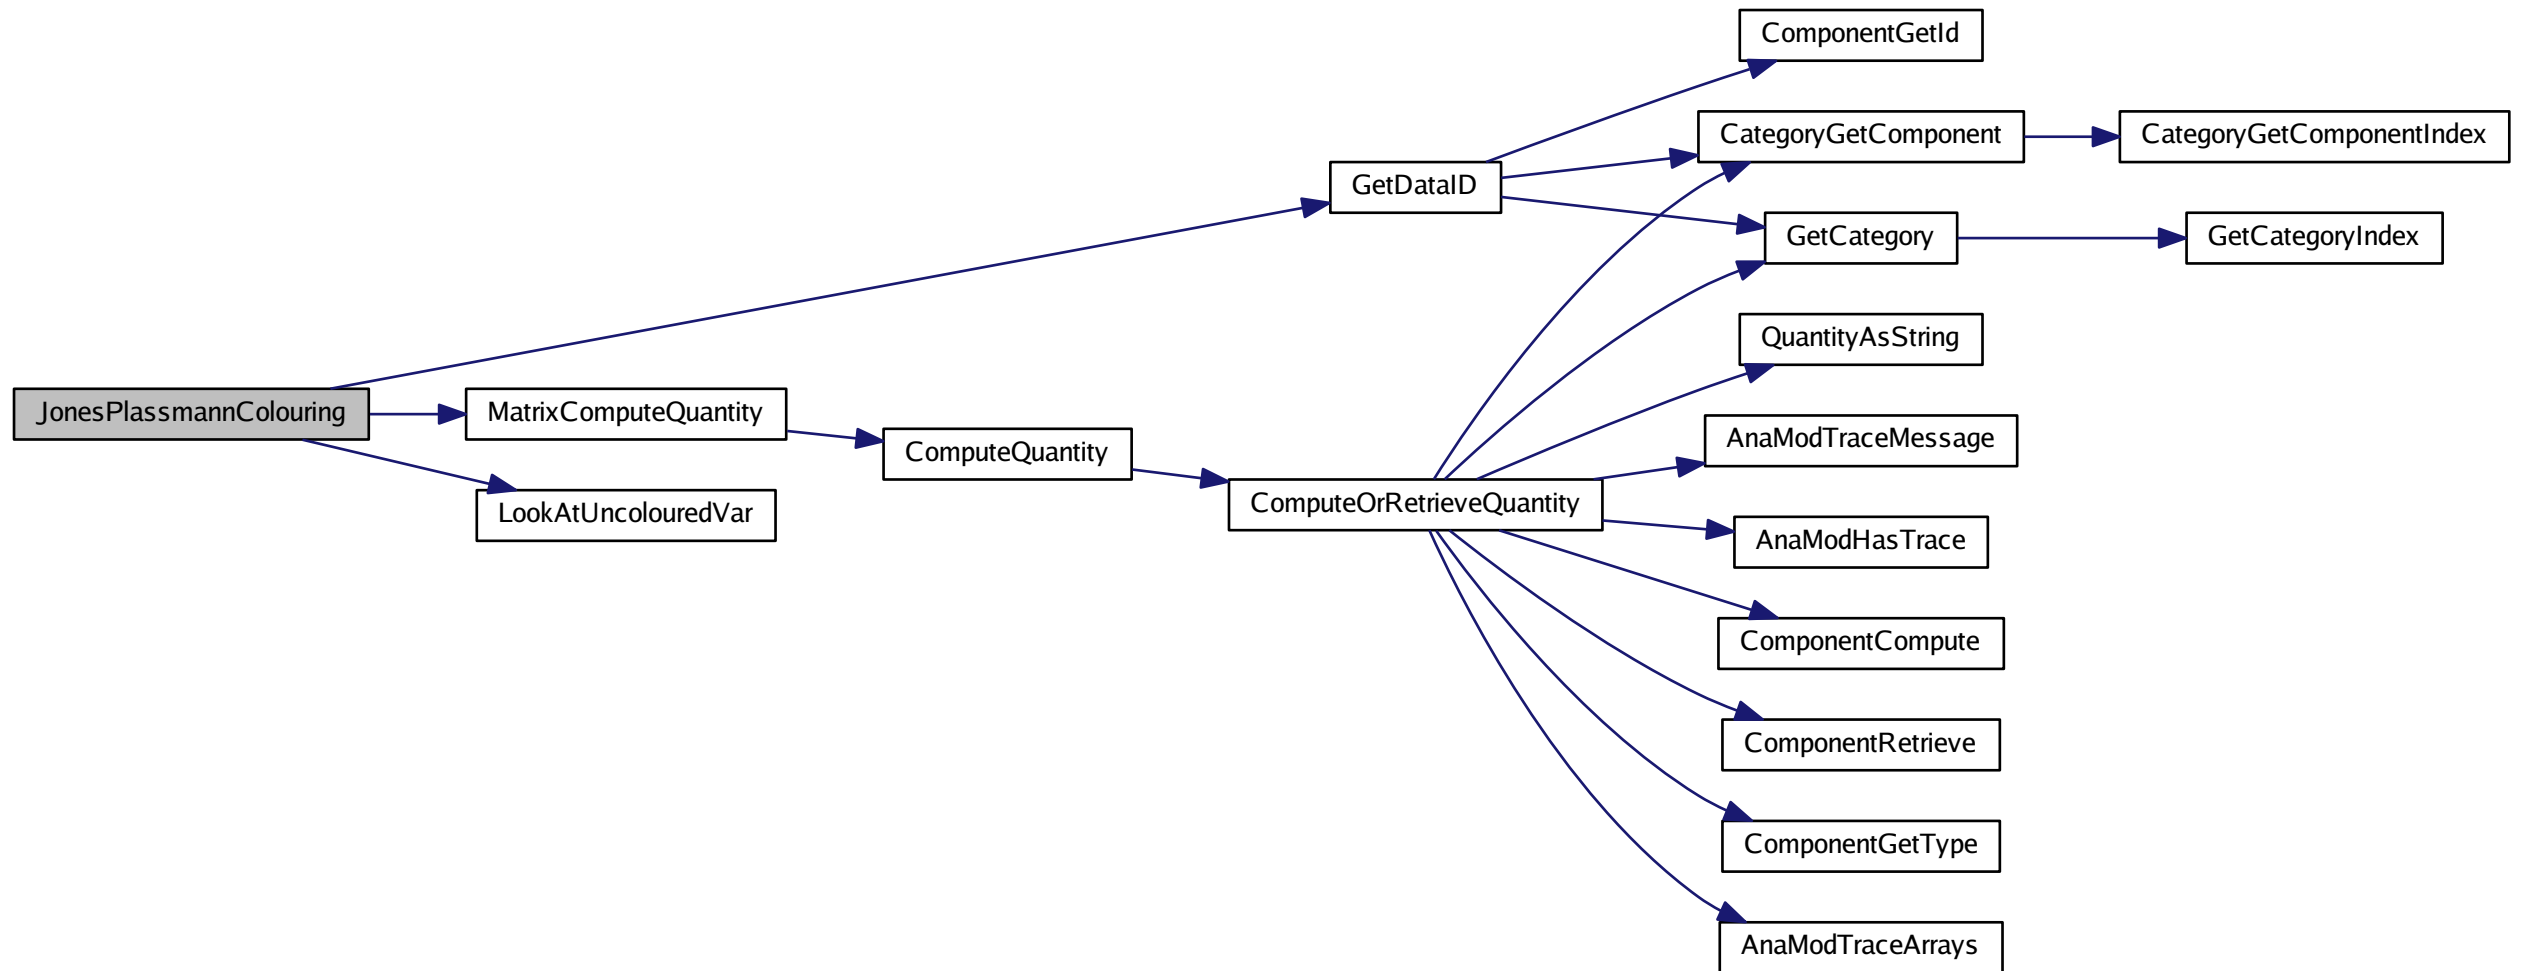 ComponentGetId
CategoryGetComponent
CategoryGetComponentIndex
GetDataID
GetCategory
GetCategoryIndex
QuantityAsString
JonesPlassmannColouring
MatrixComputeQuantity
AnaModTraceMessage
ComputeQuantity
LookAtUncolouredVar
ComputeOrRetrieveQuantity
AnaModHasTrace
ComponentCompute
ComponentRetrieve
ComponentGetType
AnaModTraceArrays